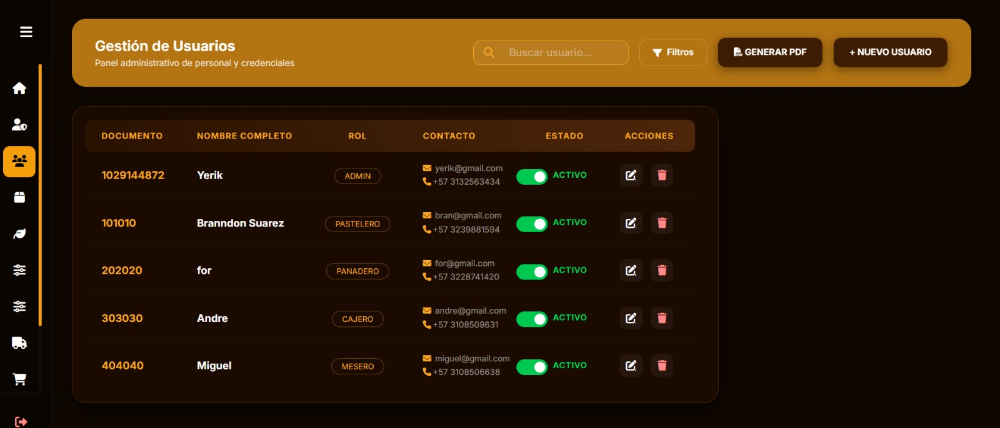 Gestión de Usuarios
Panel administrativo de personal y credenciales
Buscar usuario...
Filtros
PDF GENERAR PDF
+ NUEVO USUARIO
DOCUMENTO NOMBRE COMPLETO ROL CONTACTO ESTADO ACCIONES
1029144872 Yerik ADMIN yerik@gmail.com ACTIVO
+57 3132563434
101010 Branndon Suarez PASTELERO bran@gmail.com ACTIVO
+57 3239881594
202020 for PANADERO for@gmail.com ACTIVO
+57 3228741420
303030 Andre CAJERO andre@gmail.com ACTIVO
+57 3108509631
404040 Miguel MESERO miguel@gmail.com ACTIVO
+57 3108506638